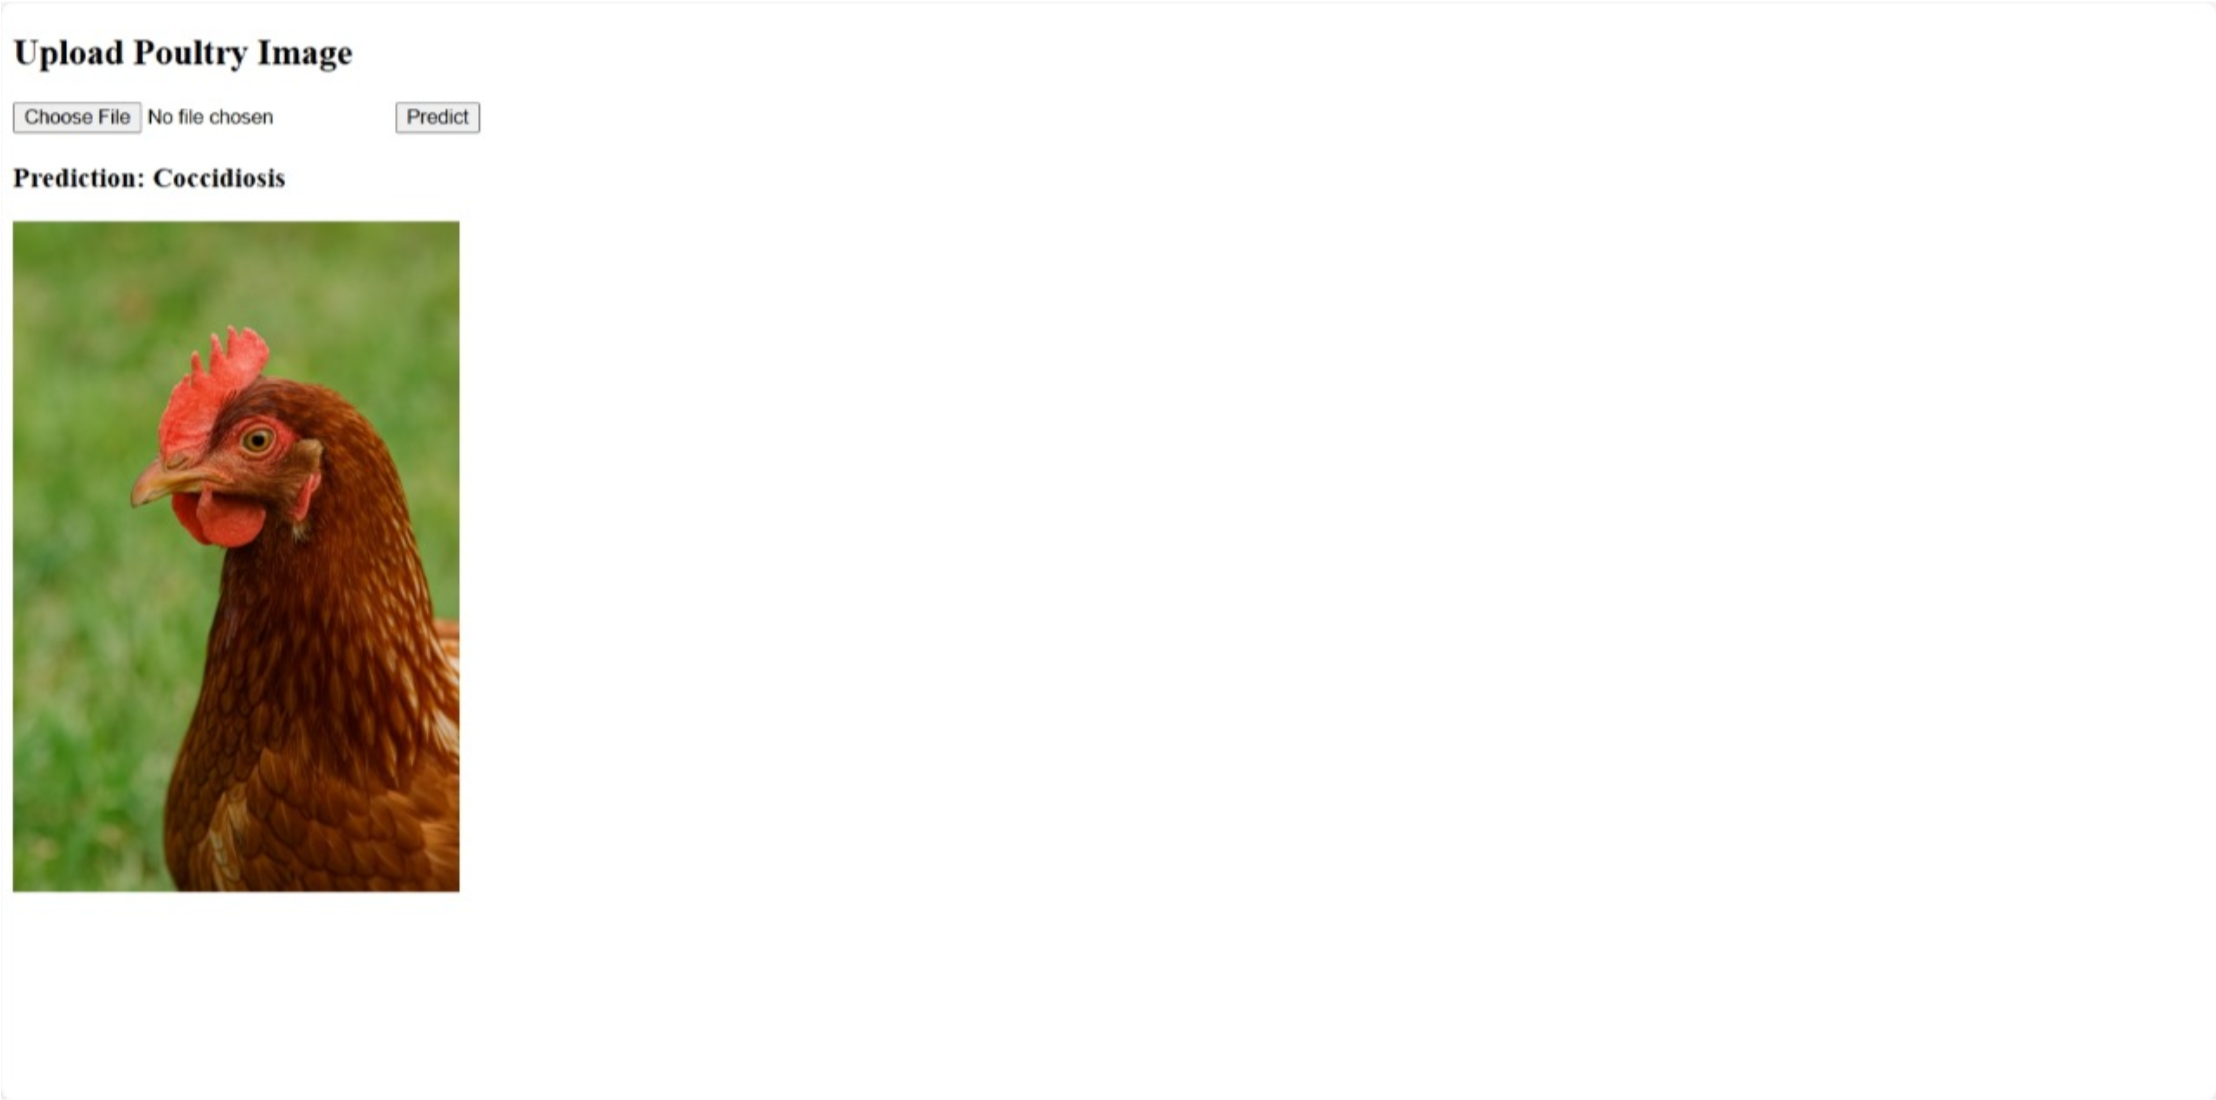 Upload Poultry Image
Choose File No file chosen Predict
Prediction: Coccidiosis